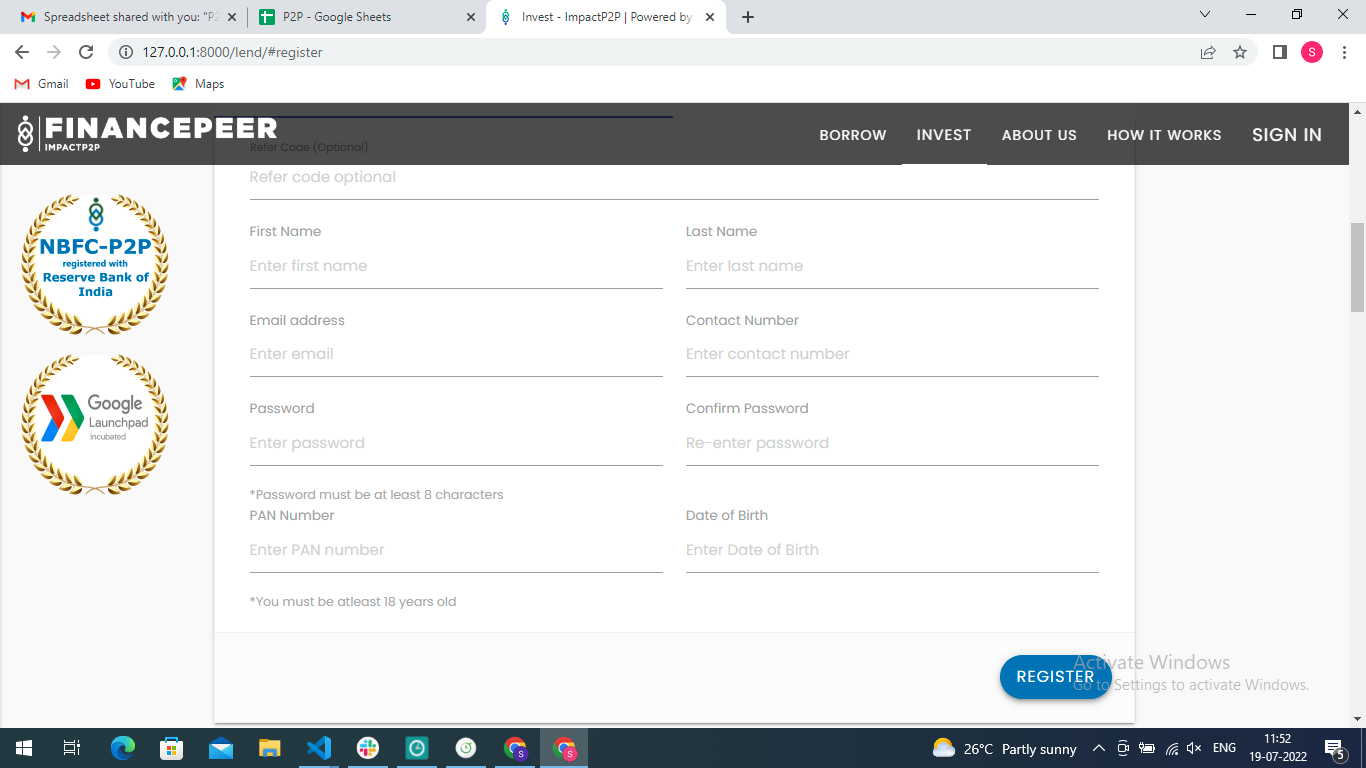 Spreadsheet shared with you: "P2
P2P - Google Sheets
Invest - ImpactP2P | Powered by
127.0.0.1:8000/lend/#register
S
Gmail
YouTube
Maps
FINANCEPEER
IMPACTP2P
BORROW
INVEST
ABOUT US
HOW IT WORKS
SIGN IN
Refer Code (Optional)
Refer code optional
NBFC-P2P
registered with
Reserve Bank of
India
Google
Launchpad
Incubated
First Name
Last Name
Enter first name
Enter last name
Email address
Contact Number
Enter email
Enter contact number
Password
Confirm Password
Enter password
Re-enter password
*Password must be at least 8 characters
PAN Number
Date of Birth
Enter PAN number
Enter Date of Birth
*You must be atleast 18 years old
REGISTER
Activate Windows
Go to Settings to activate Windows.
S
S
26°C Partly sunny
ENG
11:52
19-07-2022
5